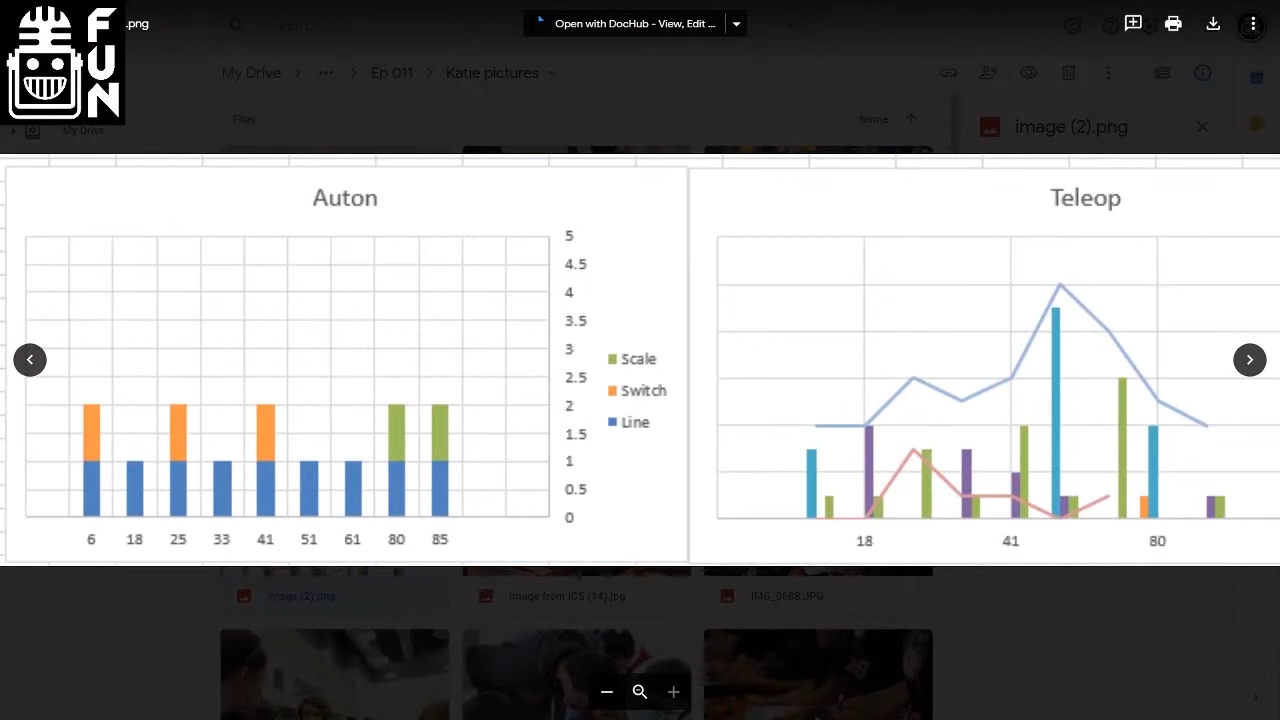 FUN
.png
Open with DocHub - View, Edit ...
My Drive > ... > Ep 011 > Katie pictures
Files
Name
image (2).png
My Drive
Auton
5
4.5
4
3.5
3
2.5
2
1.5
1
0.5
0
Scale
Switch
Line
6 18 25 33 41 51 61 80 85
Teleop
18 41 80
image (2).png
Image from iOS (14).jpg
IMG_0688.JPG